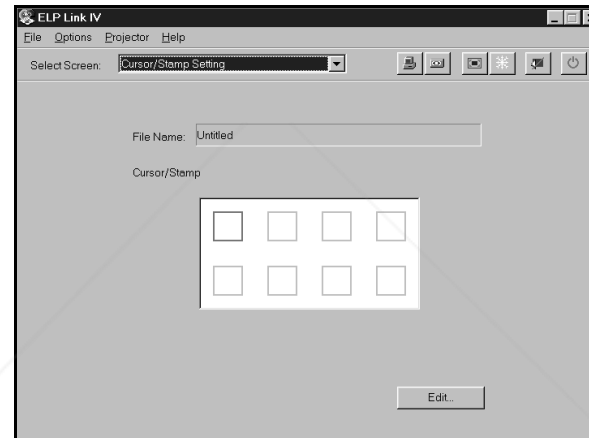 ELP Link IV
File Options Projector Help
Select Screen: Cursor/Stamp Setting
File Name: Untitled
Cursor/Stamp
Edit...